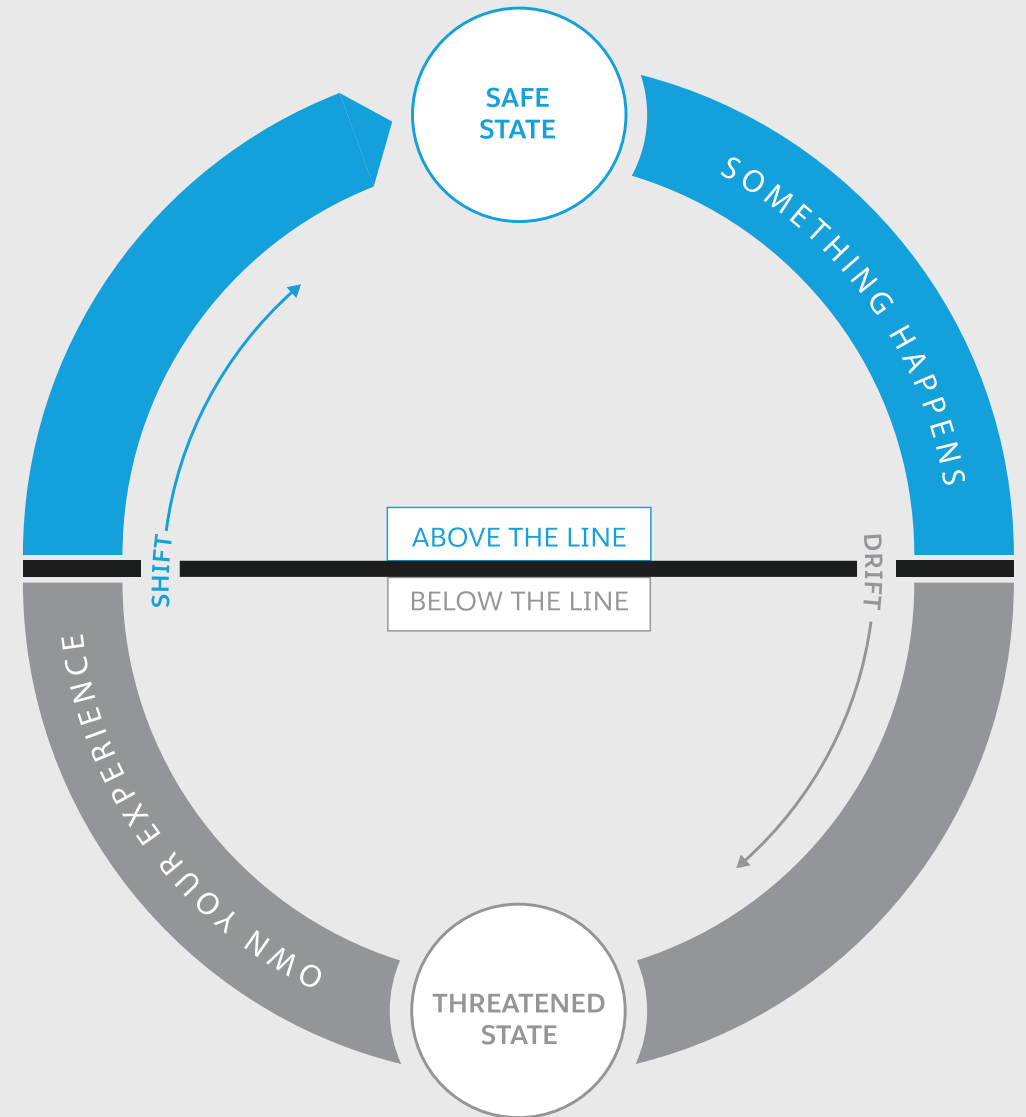 SAFE
STATE
SOMETHING HAPPENS
ABOVE THE LINE
SHIFT
DRIFT
BELOW THE LINE
OWN YOUR EXPERIENCE
THREATENED
STATE